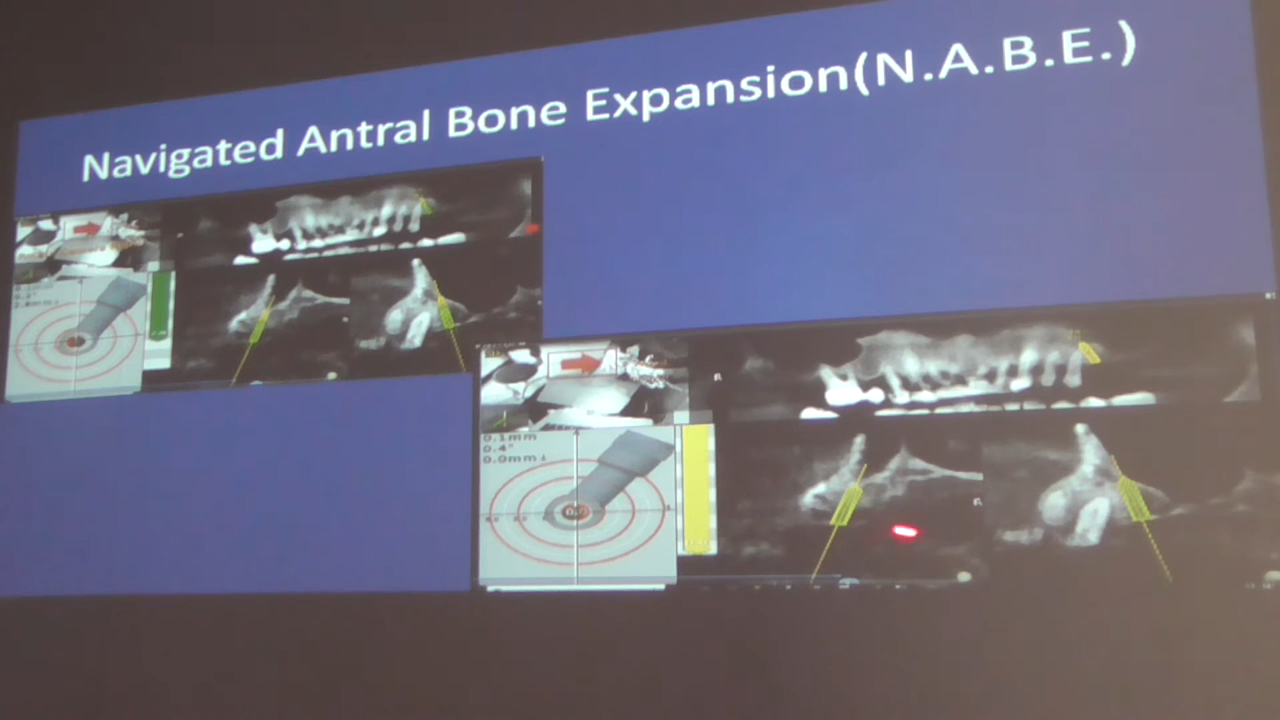 Navigated Antral Bone Expansion(N.A.B.E.)
0.1mm
0.4°
0.0mm↓
R
R